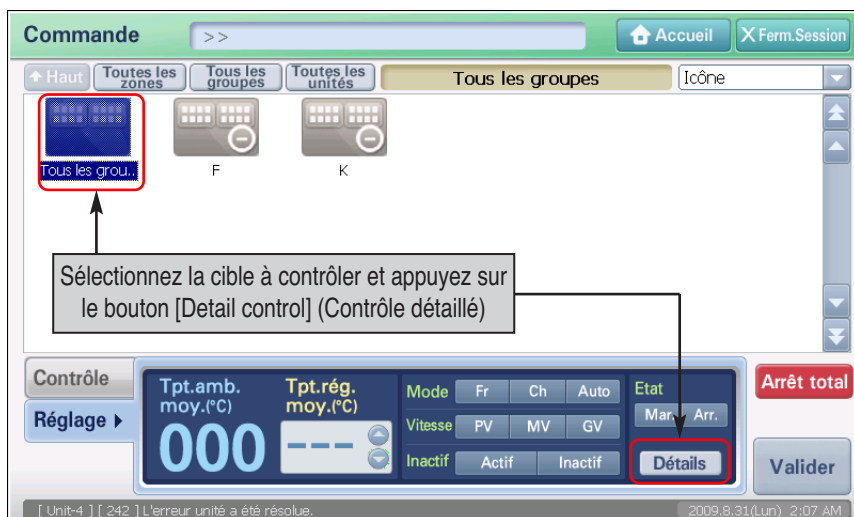 Commande
>>
Accueil
X Ferm.Session
Haut
Toutes les zones
Tous les groupes
Toutes les unités
Tous les groupes
Icône
Tous les grou..
F
K
Sélectionnez la cible à contrôler et appuyez sur
le bouton [Detail control] (Contrôle détaillé)
Contrôle
Réglage
Tpt.amb.
moy.(°C)
000
Tpt.rég.
moy.(°C)
---
Mode Fr Ch Auto
Vitesse PV MV GV
Inactif Actif Inactif
Etat
Mar. Arr.
Détails
Arrêt total
Valider
[ Unit-4 ] [ 242 ] L'erreur unité a été résolue.
2009.8.31(Lun) 2:07 AM